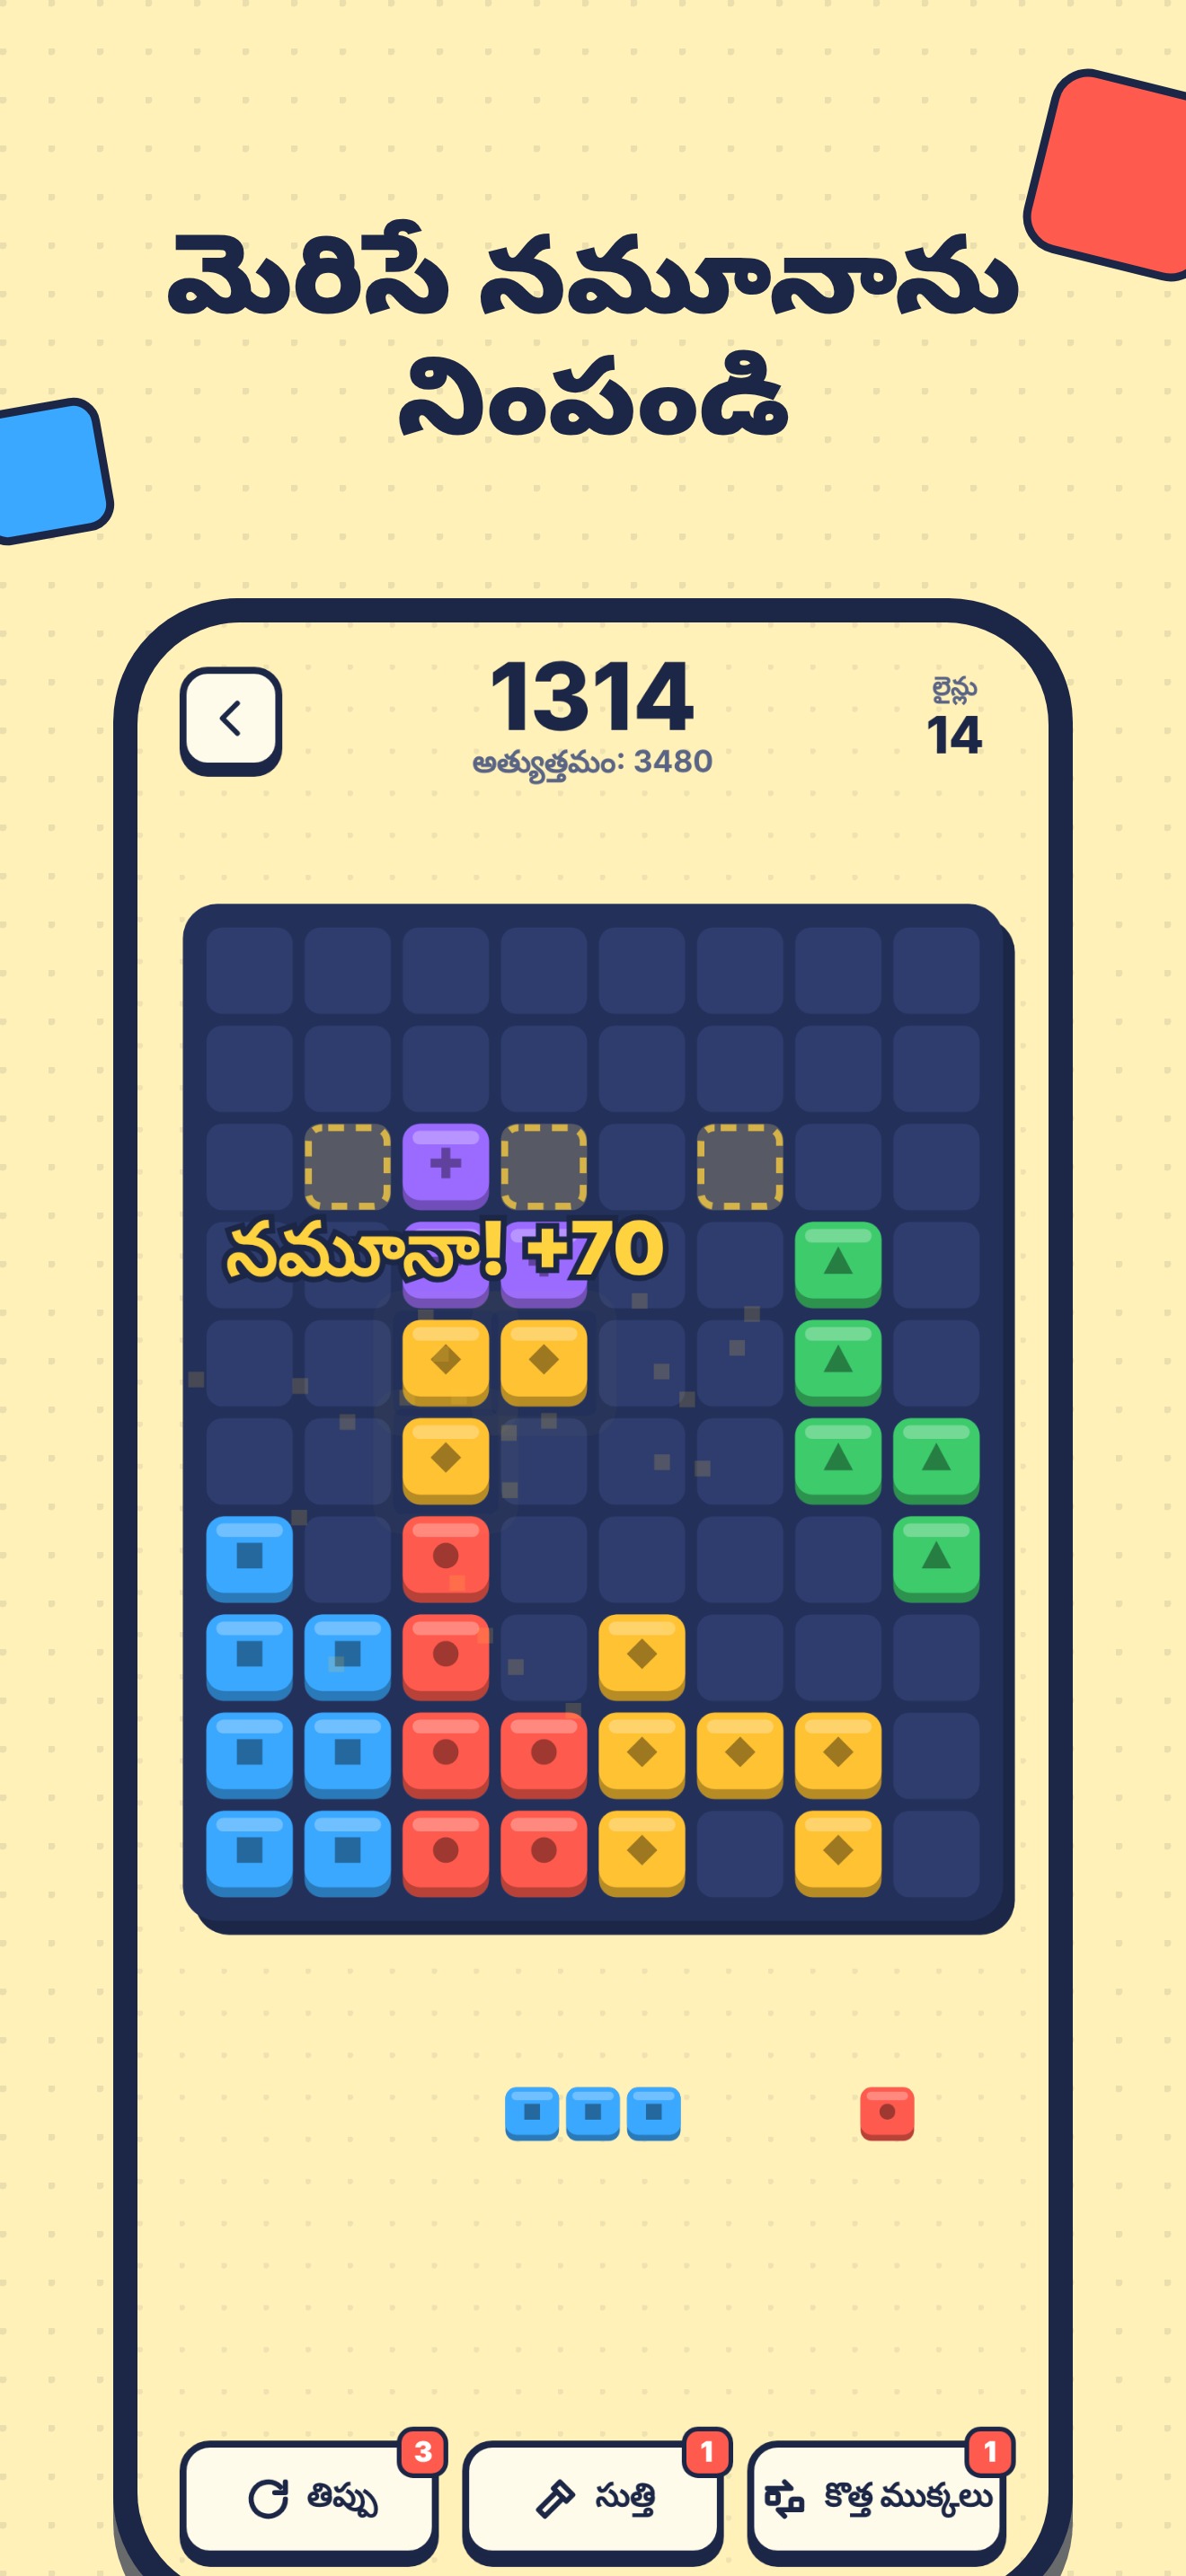 మెరిసే నమూనాను
నింపండి
1314
అత్యుత్తమం: 3480
లైన్లు
14
నమూనా! +70
3
తిప్పు
1
సుత్తి
1
కొత్త ముక్కలు